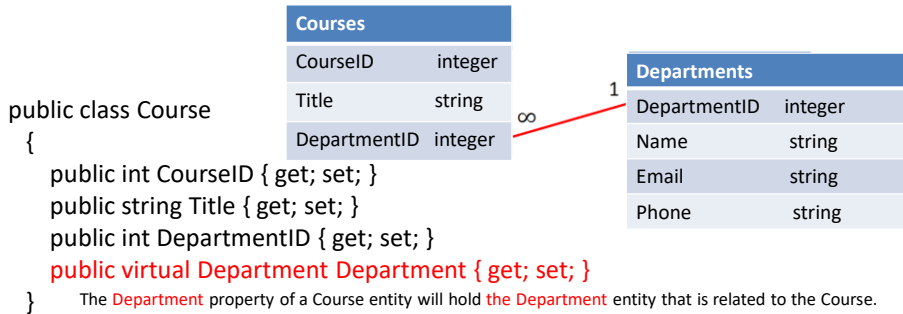 Courses
CourseID integer
Title string
DepartmentID integer
∞
1
Departments
DepartmentID integer
Name string
Email string
Phone string
public class Course
{
public int CourseID { get; set; }
public string Title { get; set; }
public int DepartmentID { get; set; }
public virtual Department Department { get; set; }
} The Department property of a Course entity will hold the Department entity that is related to the Course.